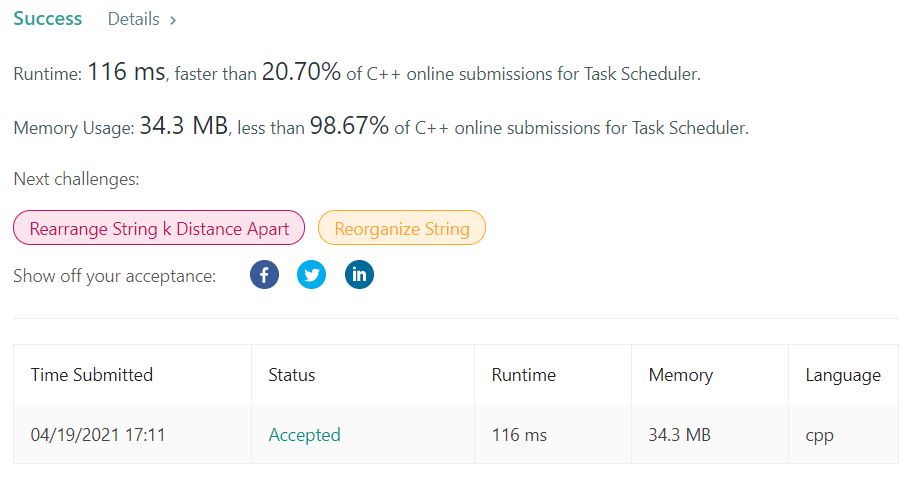 Success Details >
Runtime: 116 ms, faster than 20.70% of C++ online submissions for Task Scheduler.
Memory Usage: 34.3 MB, less than 98.67% of C++ online submissions for Task Scheduler.
Next challenges:
Rearrange String k Distance Apart Reorganize String
Show off your acceptance: f in
Time Submitted Status Runtime Memory Language
04/19/2021 17:11 Accepted 116 ms 34.3 MB cpp